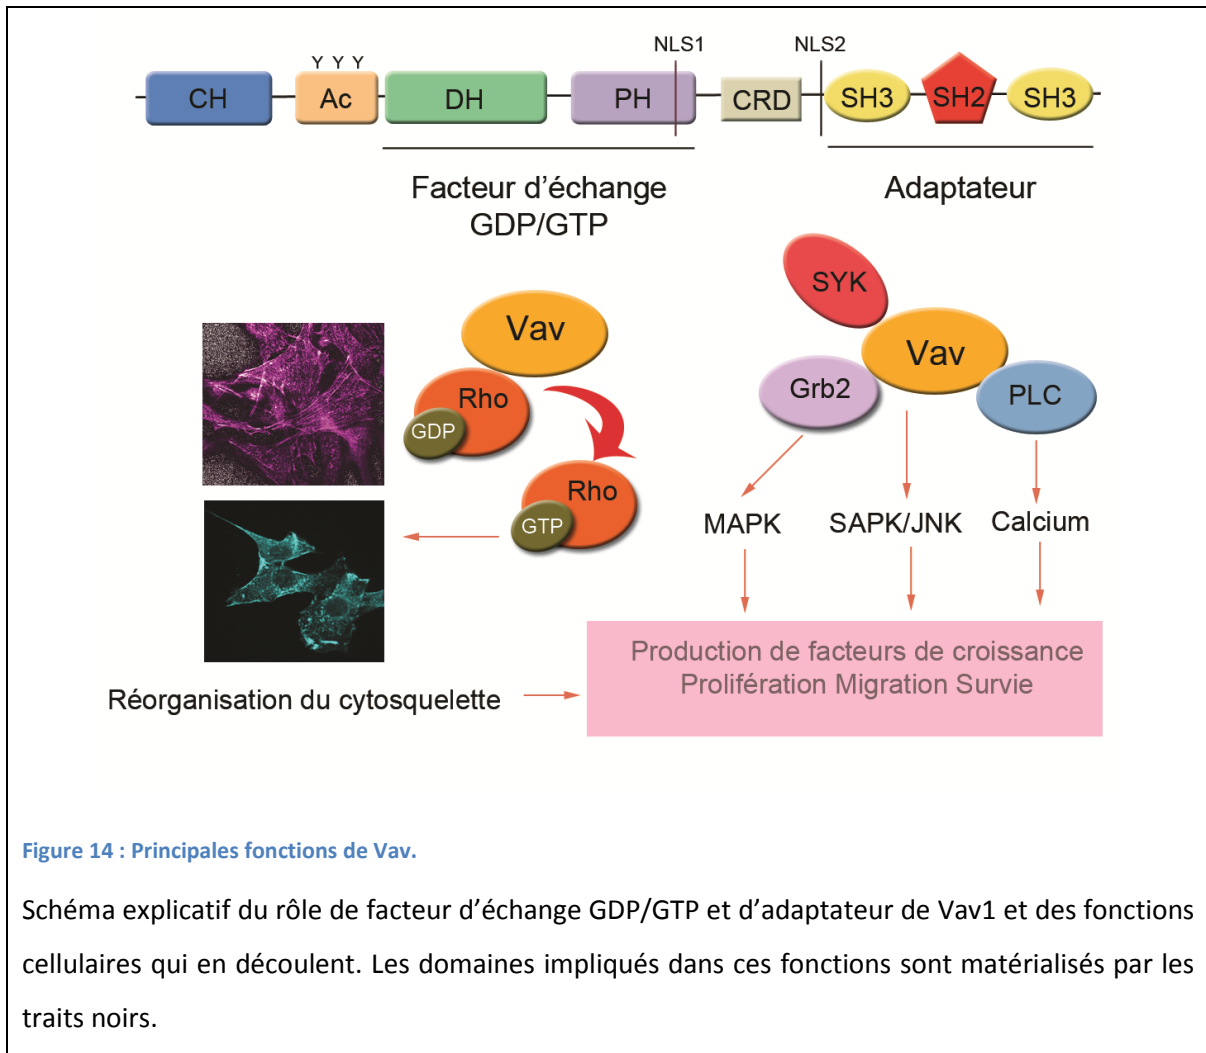 NLS1 NLS2
Y Y Y
CH Ac DH PH CRD SH3 SH2 SH3
Facteur d’échange
GDP/GTP
Adaptateur
SYK
Vav
Vav
Rho
Grb2
PLC
GDP
Rho
GTP
MAPK SAPK/JNK Calcium
Production de facteurs de croissance
Prolifération Migration Survie
Réorganisation du cytosquelette
Figure 14 : Principales fonctions de Vav.
Schéma explicatif du rôle de facteur d’échange GDP/GTP et d’adaptateur de Vav1 et des fonctions
cellulaires qui en découlent. Les domaines impliqués dans ces fonctions sont matérialisés par les
traits noirs.